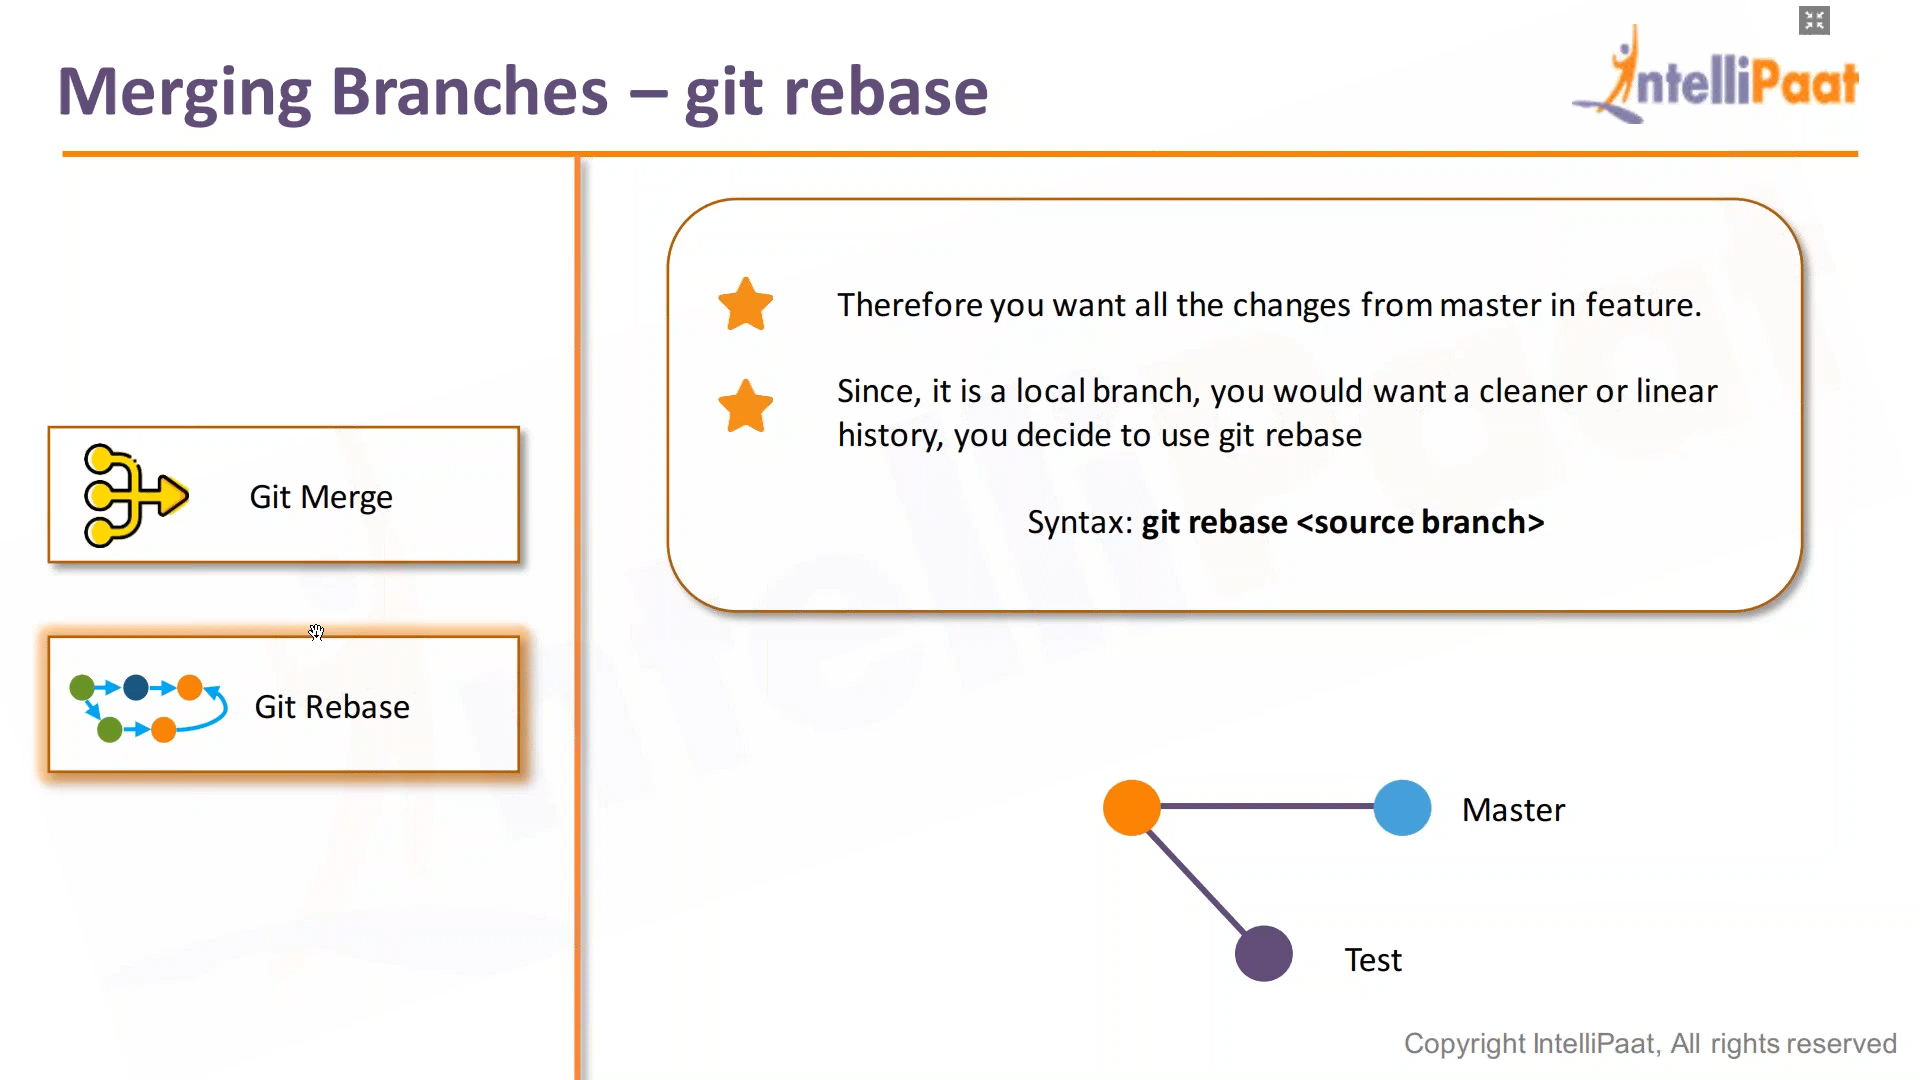 Merging Branches – git rebase
IntelliPaat
Therefore you want all the changes from master in feature.
Since, it is a local branch, you would want a cleaner or linear
history, you decide to use git rebase
Syntax: git rebase <source branch>
Git Merge
Git Rebase
Master
Test
Copyright IntelliPaat, All rights reserved